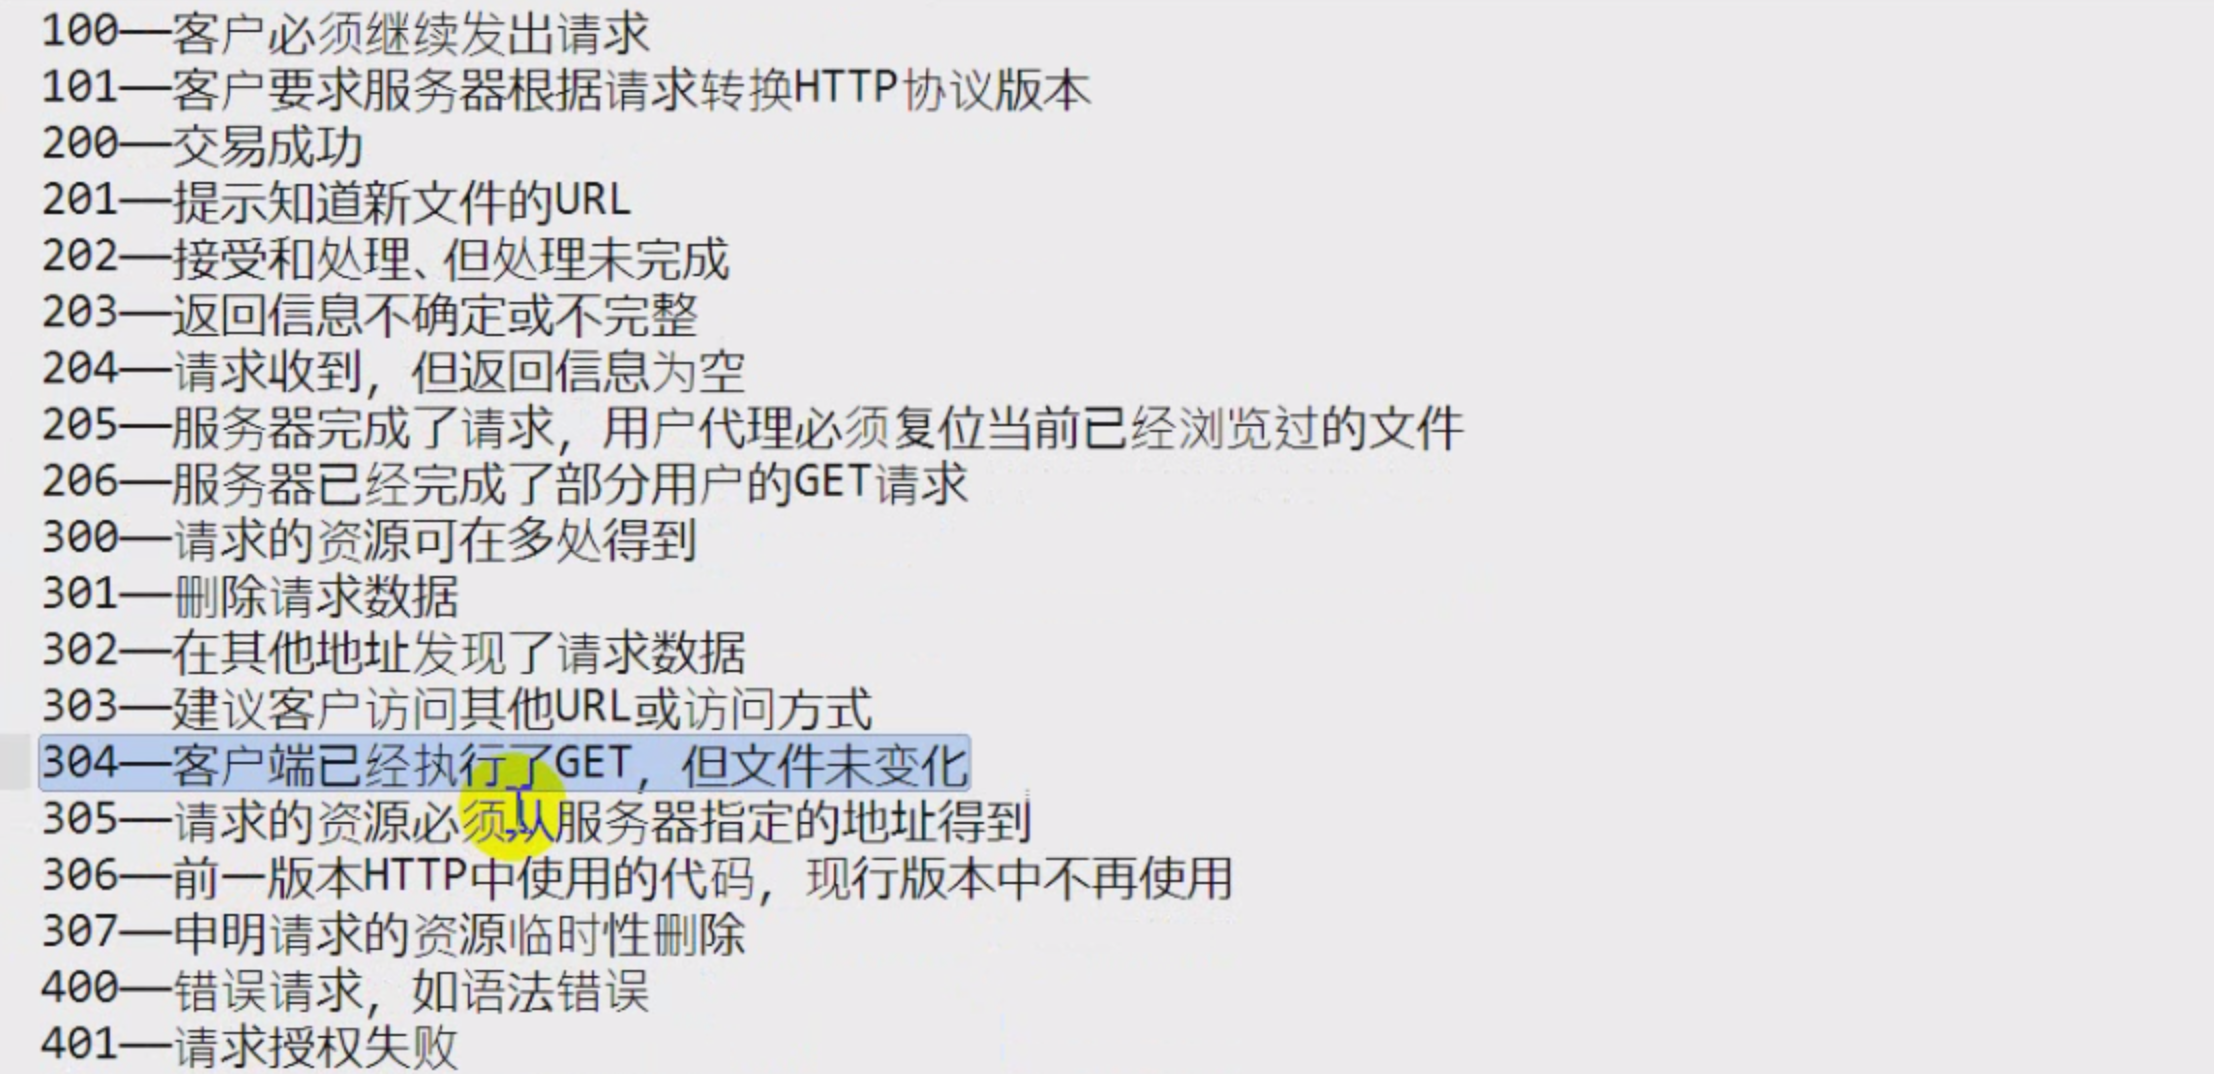 100——客户必须继续发出请求
101——客户要求服务器根据请求转换HTTP协议版本
200——交易成功
201——提示知道新文件的URL
202——接受和处理、但处理未完成
203——返回信息不确定或不完整
204——请求收到，但返回信息为空
205——服务器完成了请求，用户代理必须复位当前已经浏览过的文件
206——服务器已经完成了部分用户的GET请求
300——请求的资源可在多处得到
301——删除请求数据
302——在其他地址发现了请求数据
303——建议客户访问其他URL或访问方式
304——客户端已经执行了GET，但文件未变化
305——请求的资源必须从服务器指定的地址得到
306——前一版本HTTP中使用的代码，现行版本中不再使用
307——申明请求的资源临时性删除
400——错误请求，如语法错误
401——请求授权失败